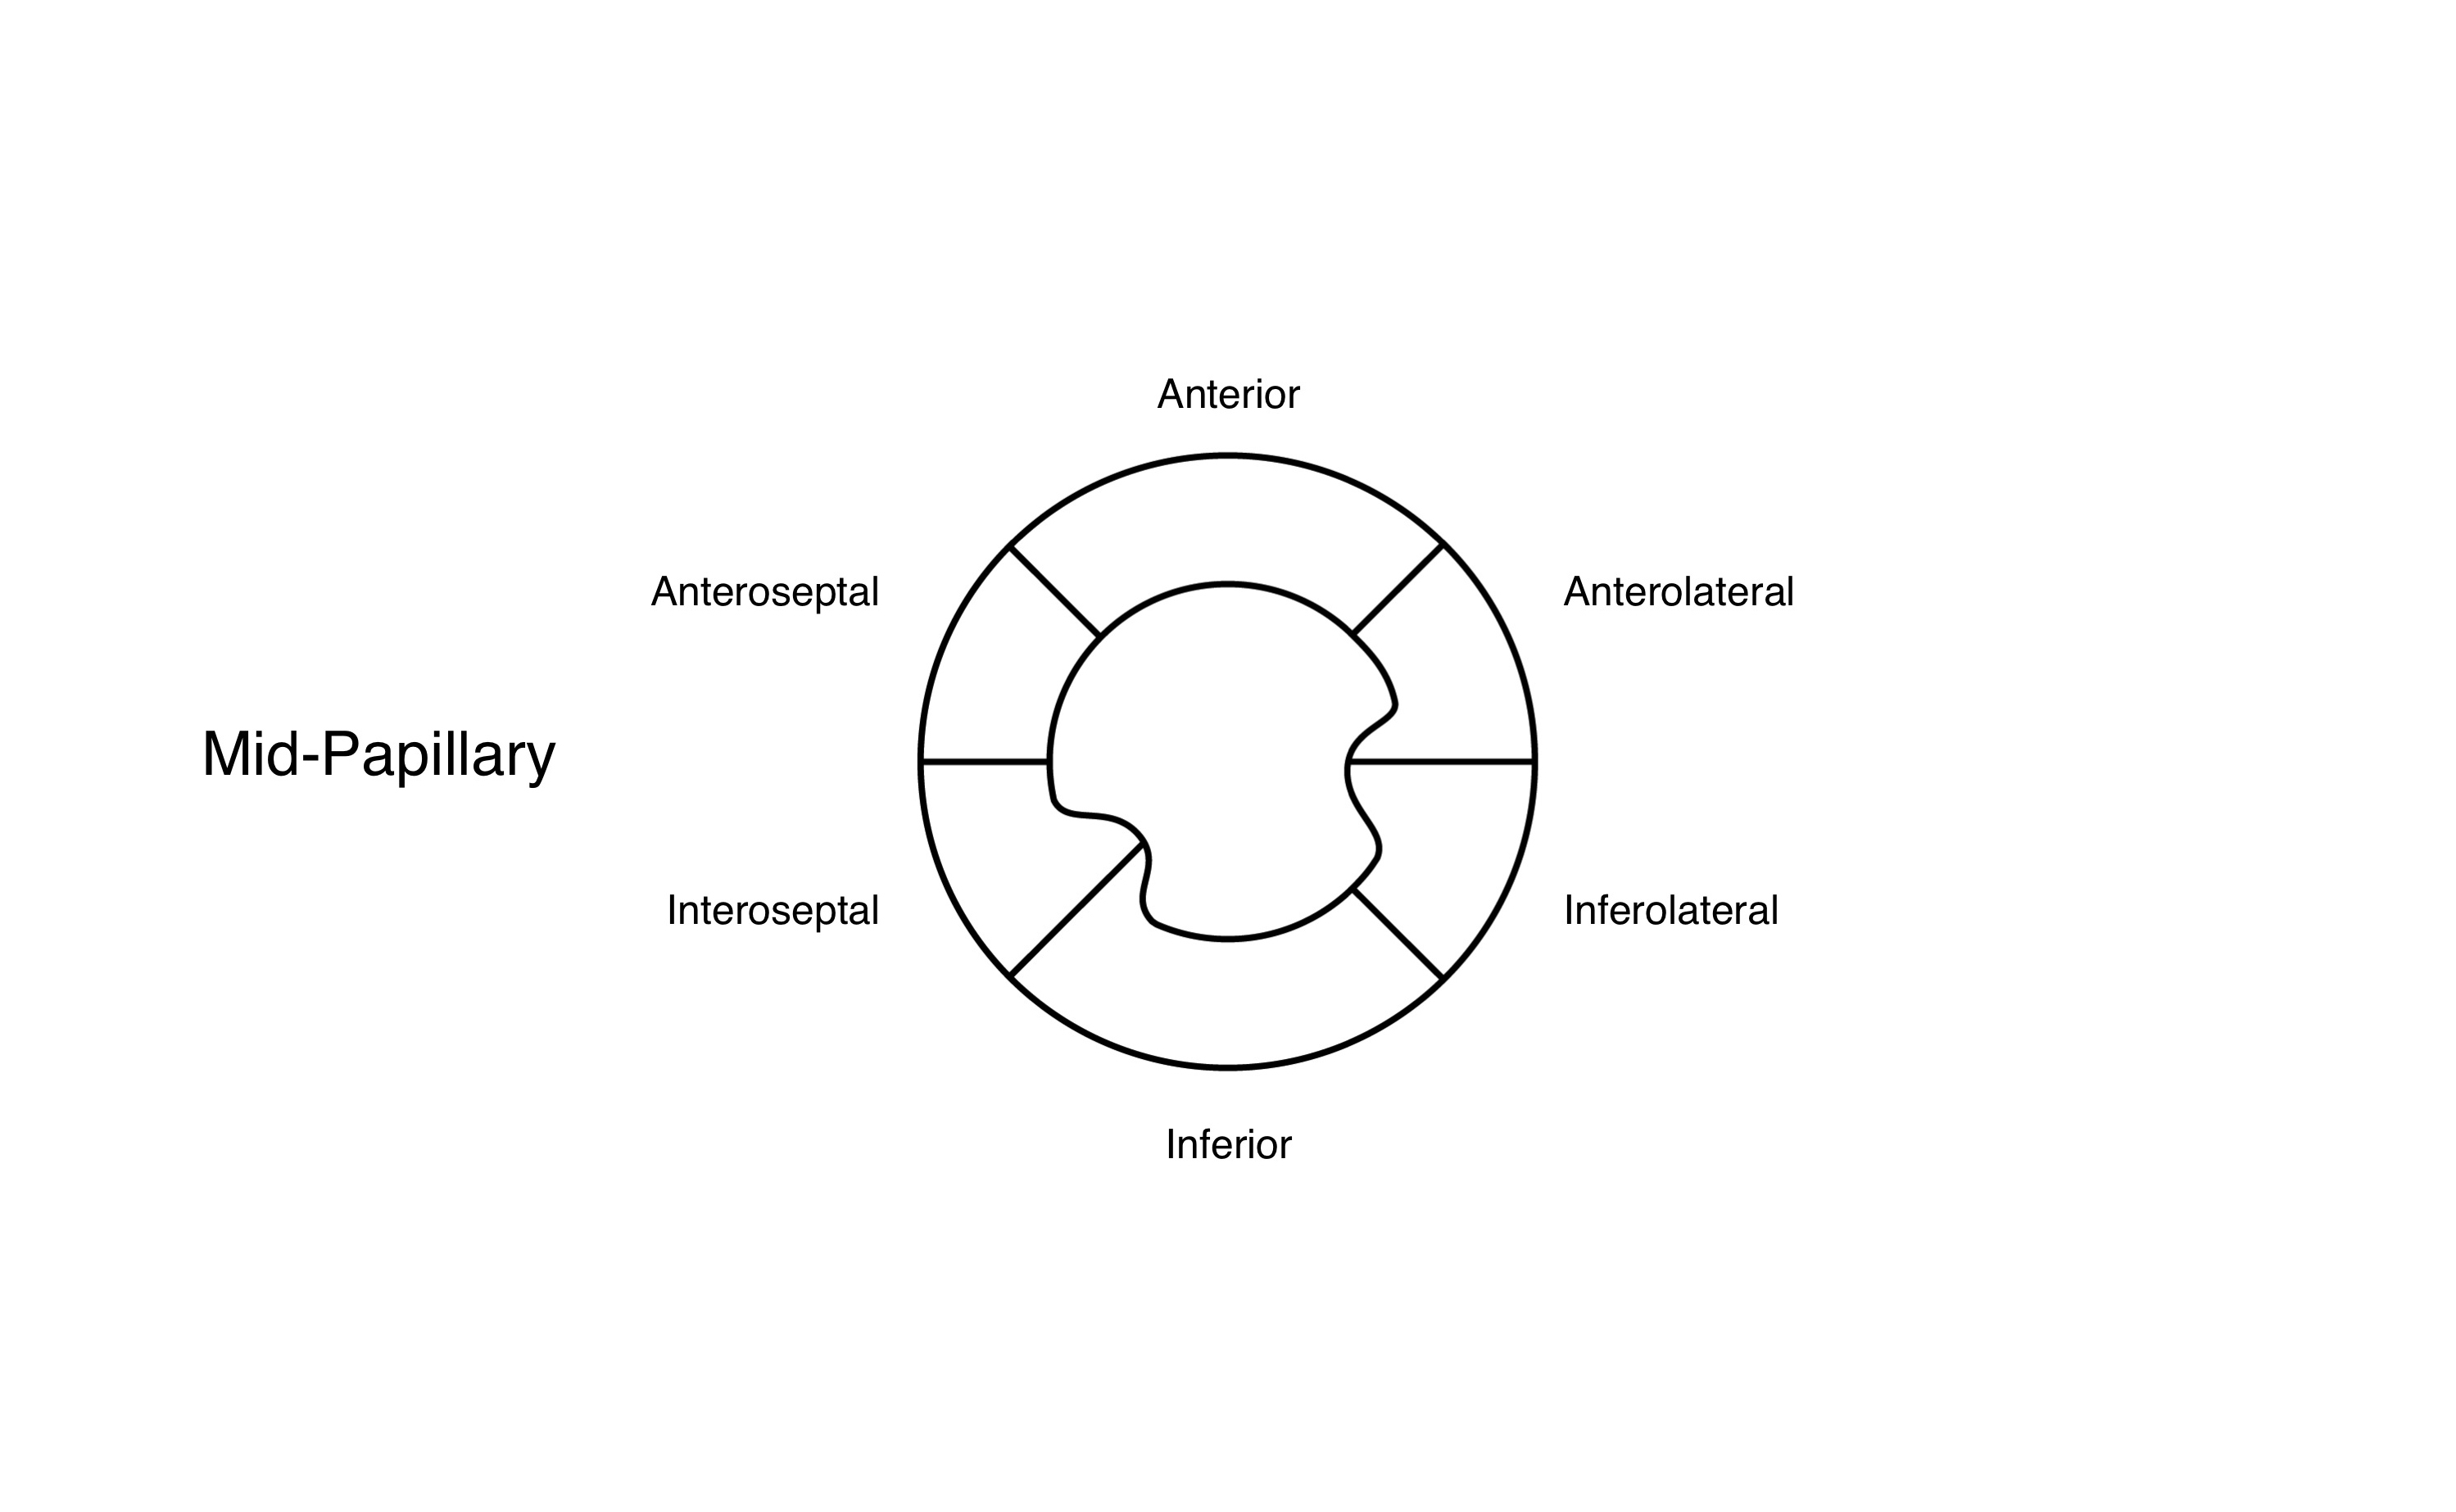 Anterior
Anteroseptal
Anterolateral
Mid-Papillary
Interoseptal
Inferolateral
Inferior